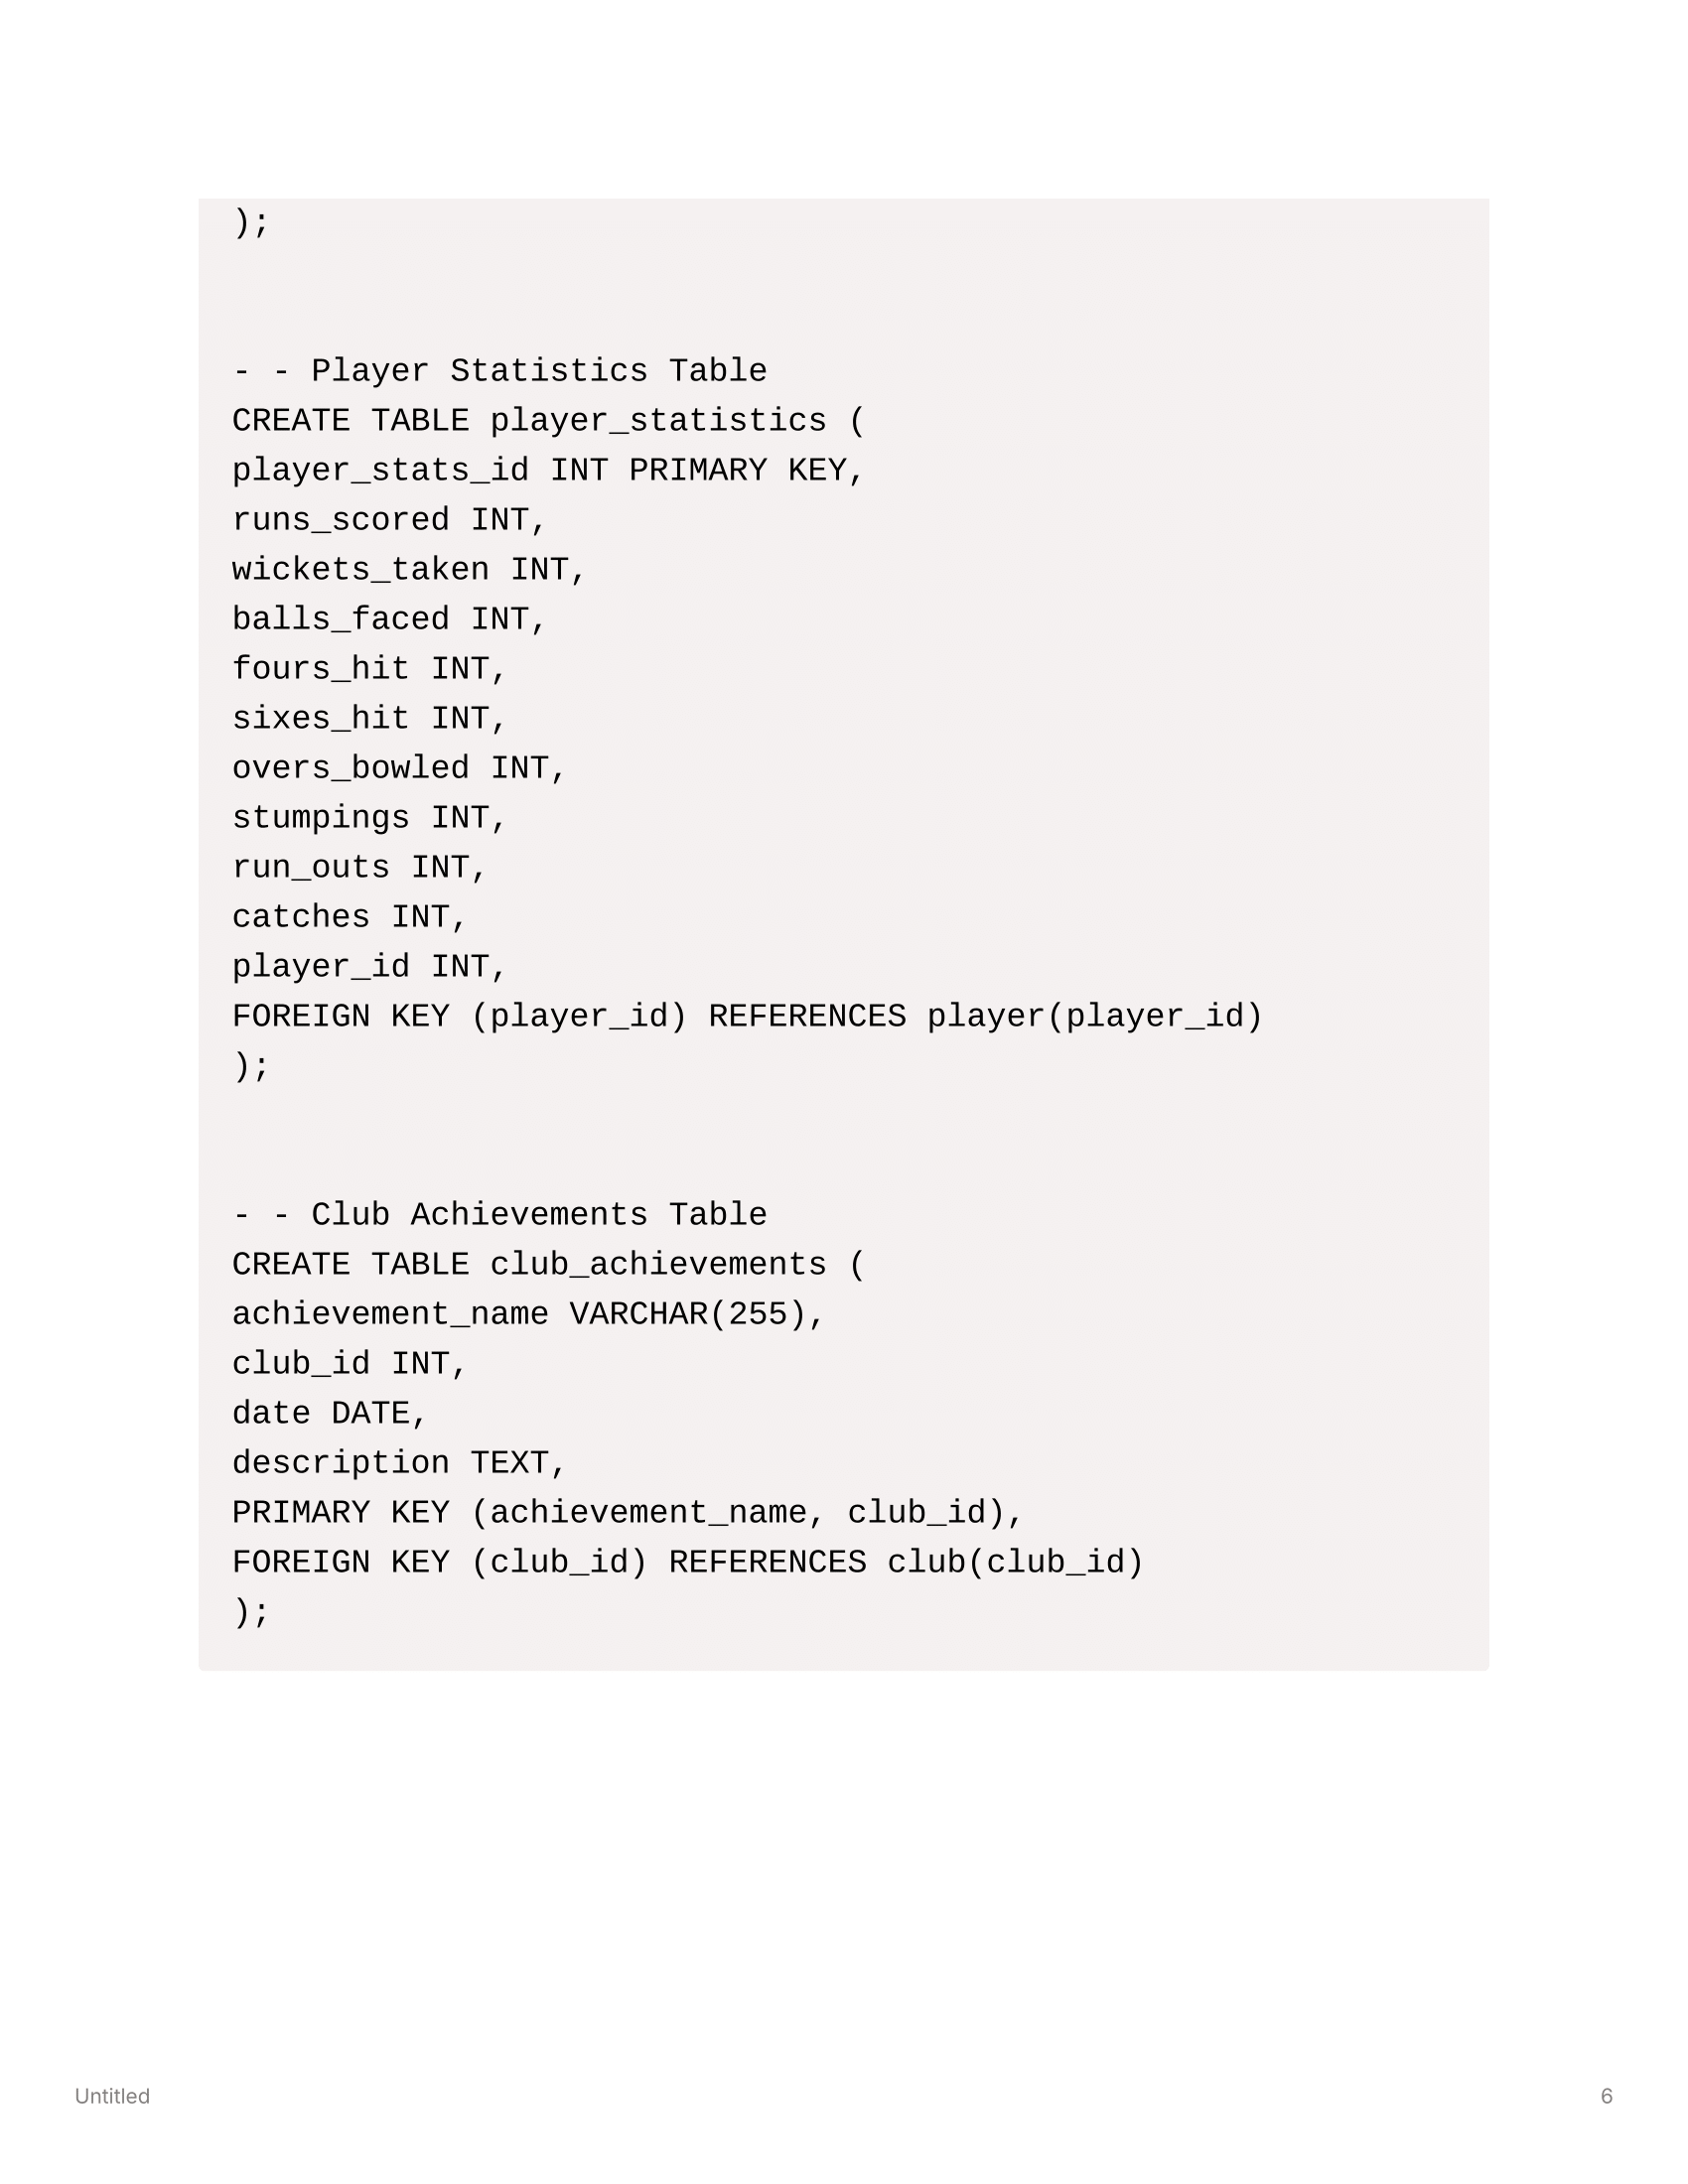 );
- - Player Statistics Table
CREATE TABLE player_statistics (
player_stats_id INT PRIMARY KEY,
runs_scored INT,
wickets_taken INT,
balls_faced INT,
fours_hit INT,
sixes_hit INT,
overs_bowled INT,
stumpings INT,
run_outs INT,
catches INT,
player_id INT,
FOREIGN KEY (player_id) REFERENCES player(player_id)
);
- - Club Achievements Table
CREATE TABLE club_achievements (
achievement_name VARCHAR(255),
club_id INT,
date DATE,
description TEXT,
PRIMARY KEY (achievement_name, club_id),
FOREIGN KEY (club_id) REFERENCES club(club_id)
);
Untitled 6